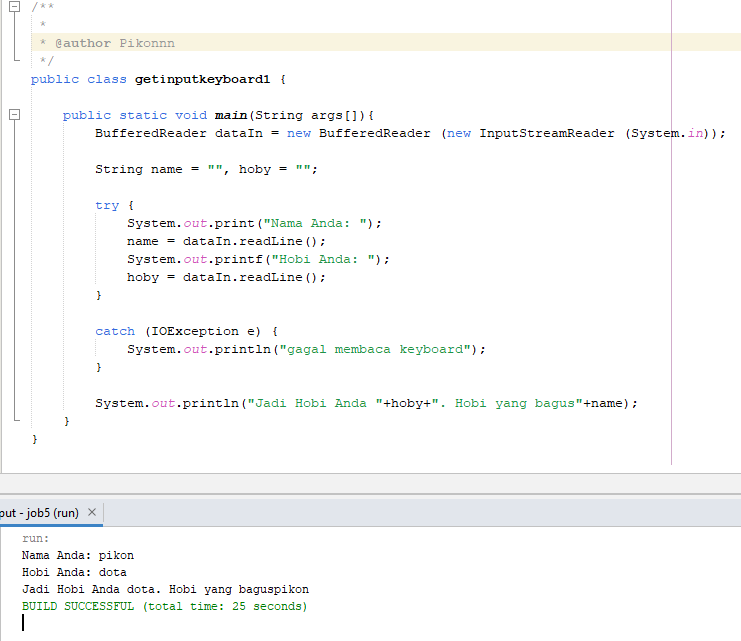 /**
 *
 * @author Pikonnn
 */
public class getinputkeyboard1 {
    public static void main(String args[]){
        BufferedReader dataIn = new BufferedReader (new InputStreamReader (System.in));
        String name = "", hoby = "";
        try {
            System.out.print("Nama Anda: ");
            name = dataIn.readLine();
            System.out.printf("Hobi Anda: ");
            hoby = dataIn.readLine();
        }
        catch (IOException e) {
            System.out.println("gagal membaca keyboard");
        }
        System.out.println("Jadi Hobi Anda "+hoby+". Hobi yang bagus"+name);
    }
}
put - job5 (run) ×
run:
Nama Anda: pikon
Hobi Anda: dota
Jadi Hobi Anda dota. Hobi yang baguspikon
BUILD SUCCESSFUL (total time: 25 seconds)